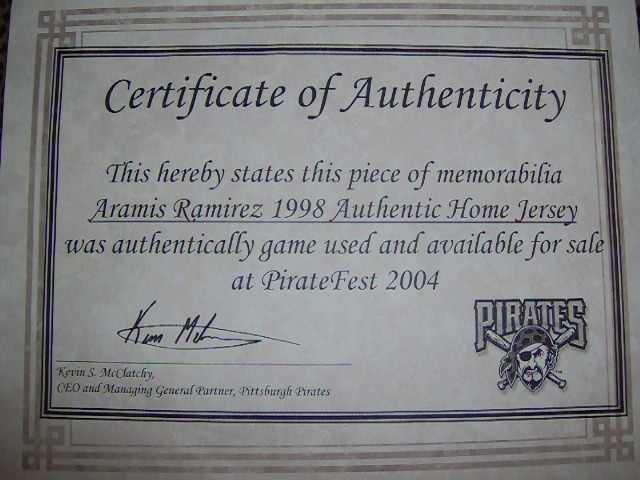 Certificate of Authenticity
This hereby states this piece of memorabilia
Aramis Ramirez 1998 Authentic Home Jersey
was authentically game used and available for sale
at PirateFest 2004
Kevin S. McClatchy,
CEO and Managing General Partner, Pittsburgh Pirates
PIRATES